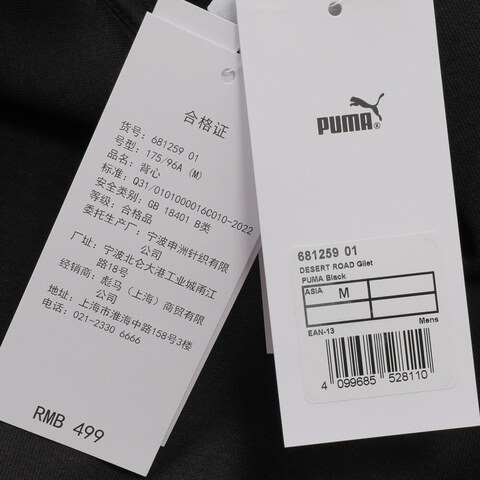 合格证
货号: 681259 01
号型: 175/96A (M)
品名: 背心
标准: Q31/0101000016O010-2022
安全类别: GB 18401 B类
等级: 合格品
委托生产厂: 宁波申洲针织有限
公司
厂址: 宁波北仑大港工业城甬江
路18号
经销商: 彪马(上海)商贸有限
公司
地址: 上海市淮海中路158号3楼
电话: 021-2330 6666
RMB 499
PUMA®
681259 01
DESERT ROAD Gilet
PUMA Black
ASIA M
EAN-13
Mens
4 099685 528110